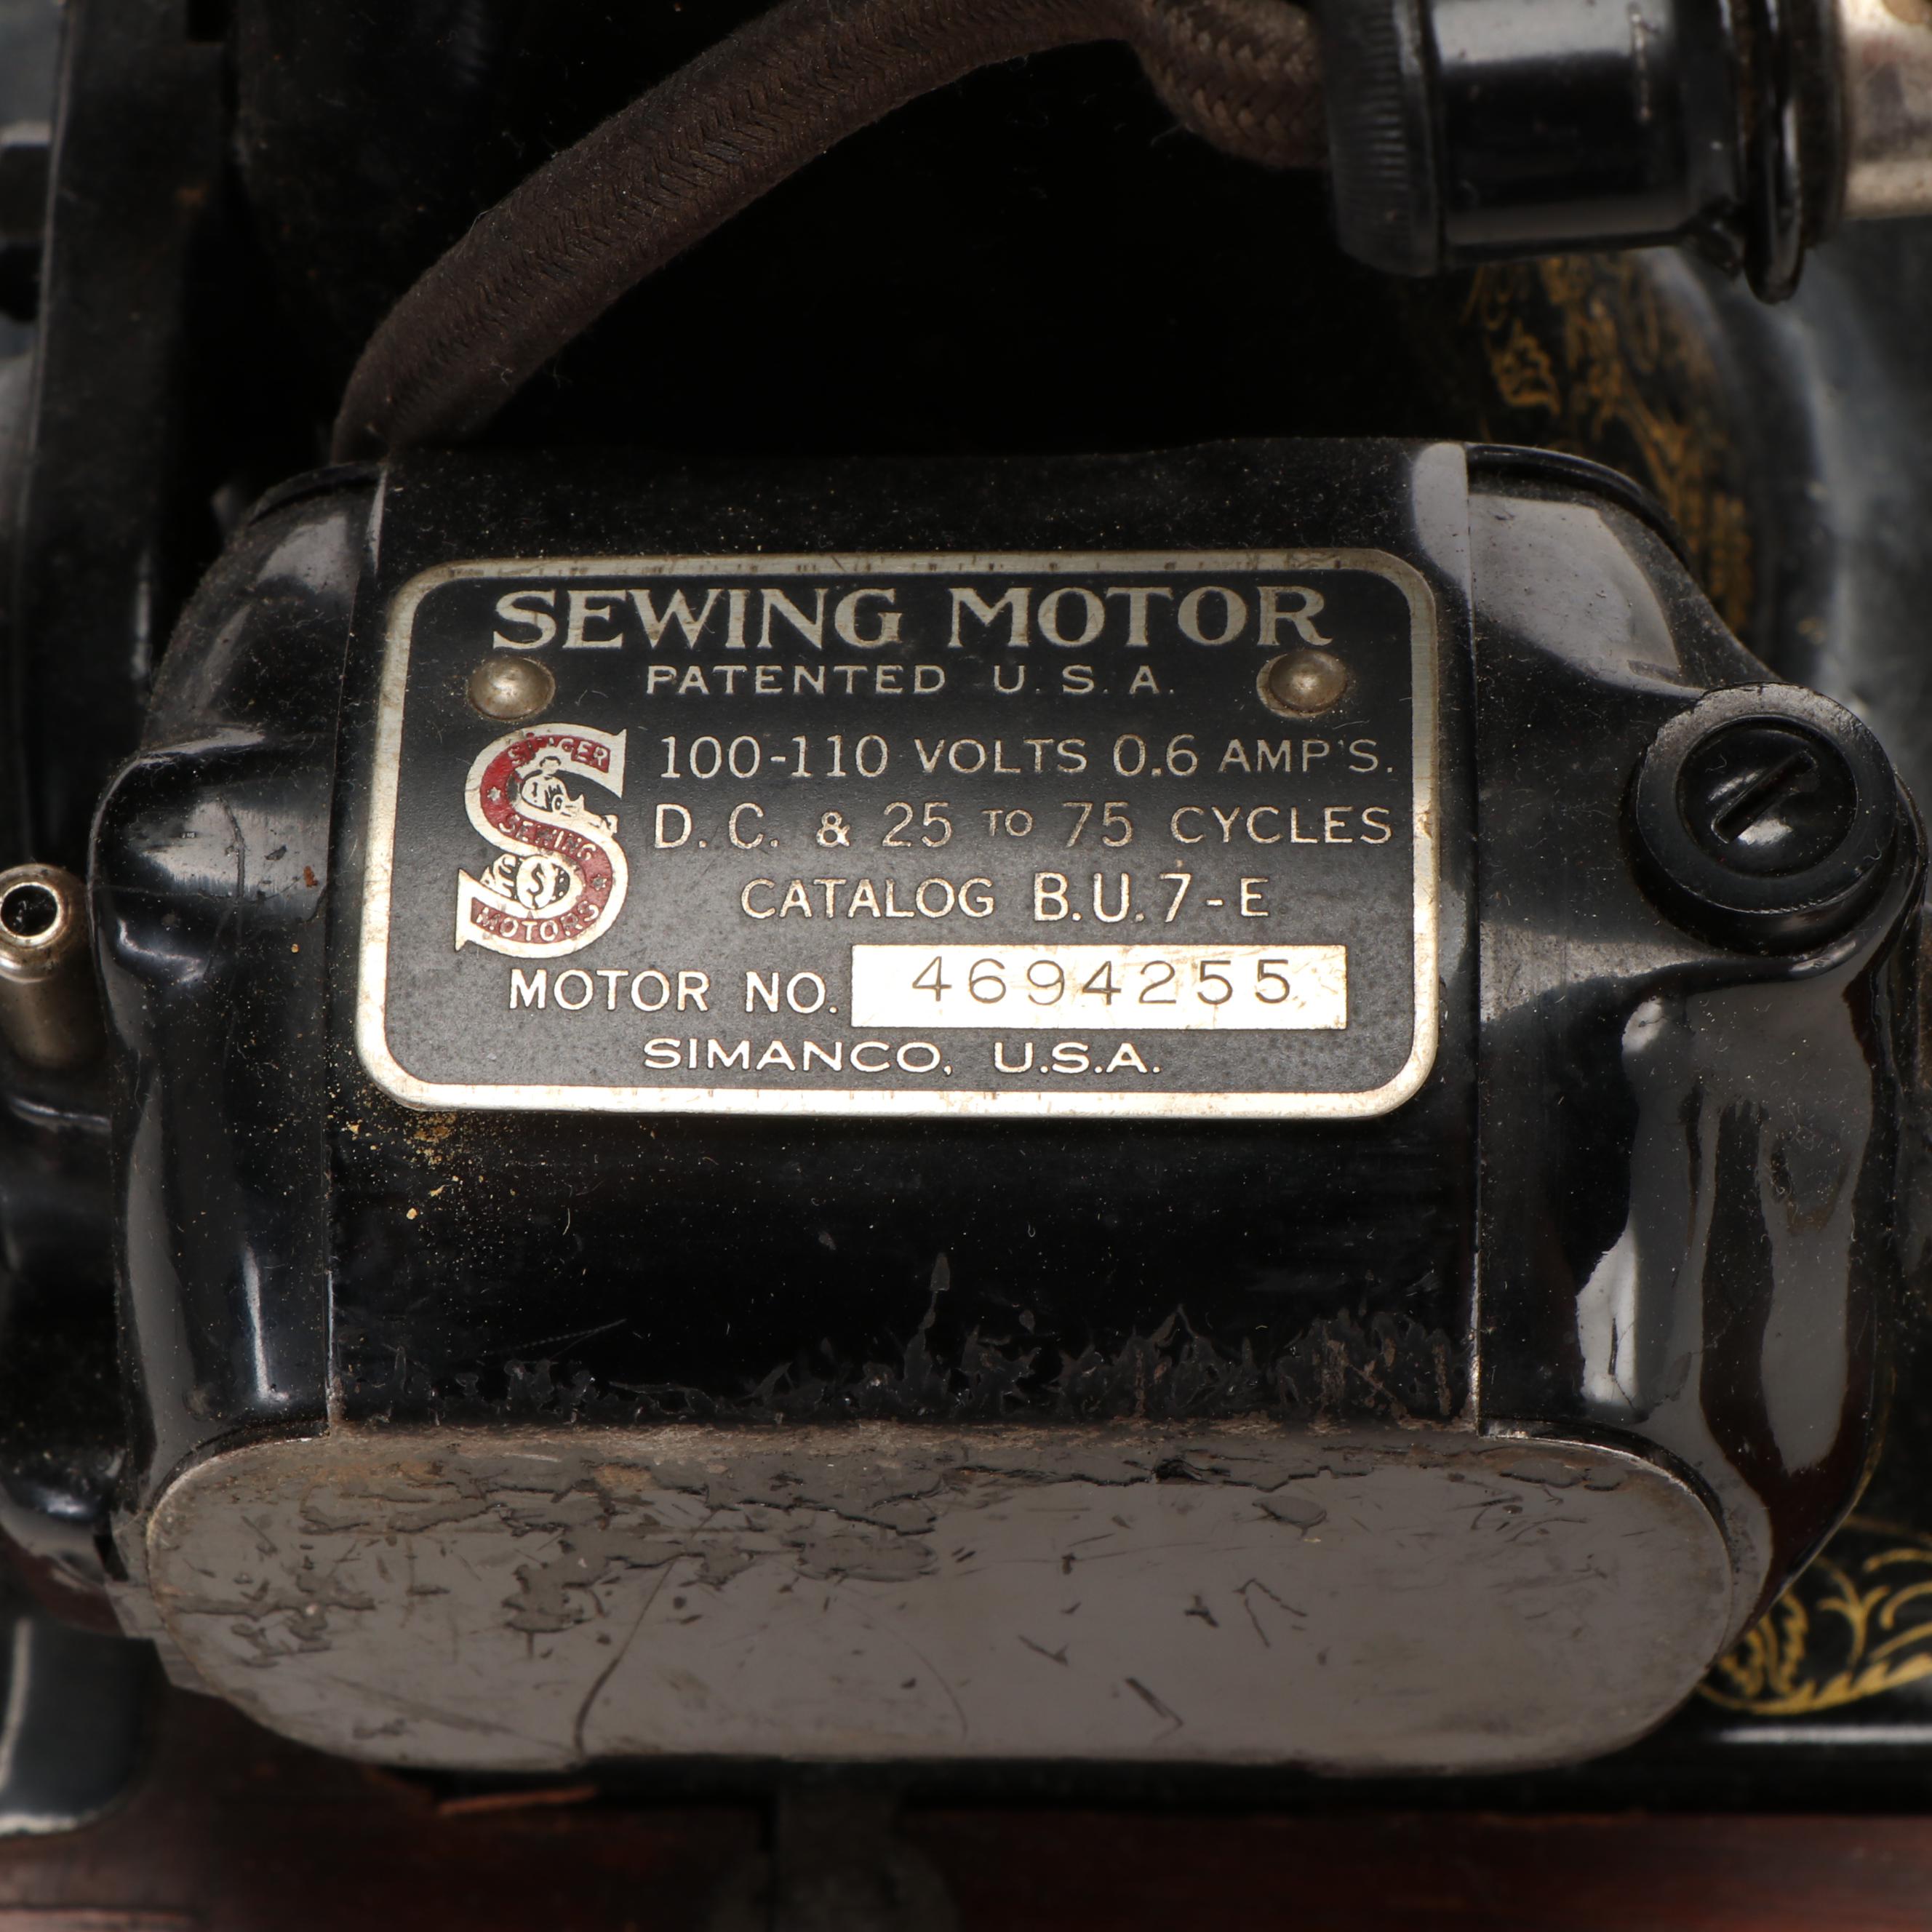 SEWING MOTOR
PATENTED U.S.A.
SINGER
SEWING
MOTORS
100-110 VOLTS 0.6 AMP'S.
D.C. & 25 TO 75 CYCLES
CATALOG B.U.7-E
MOTOR NO. 4694255
SIMANCO, U.S.A.